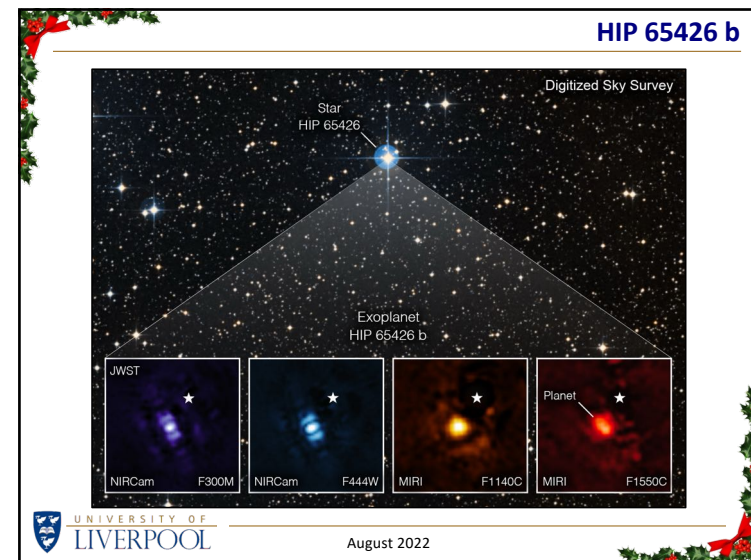 HIP 65426 b
Digitized Sky Survey
Star
HIP 65426
Exoplanet
HIP 65426 b
JWST
NIRCam F300M
NIRCam F444W
MIRI F1140C
Planet
MIRI F1550C
UNIVERSITY OF
LIVERPOOL
August 2022